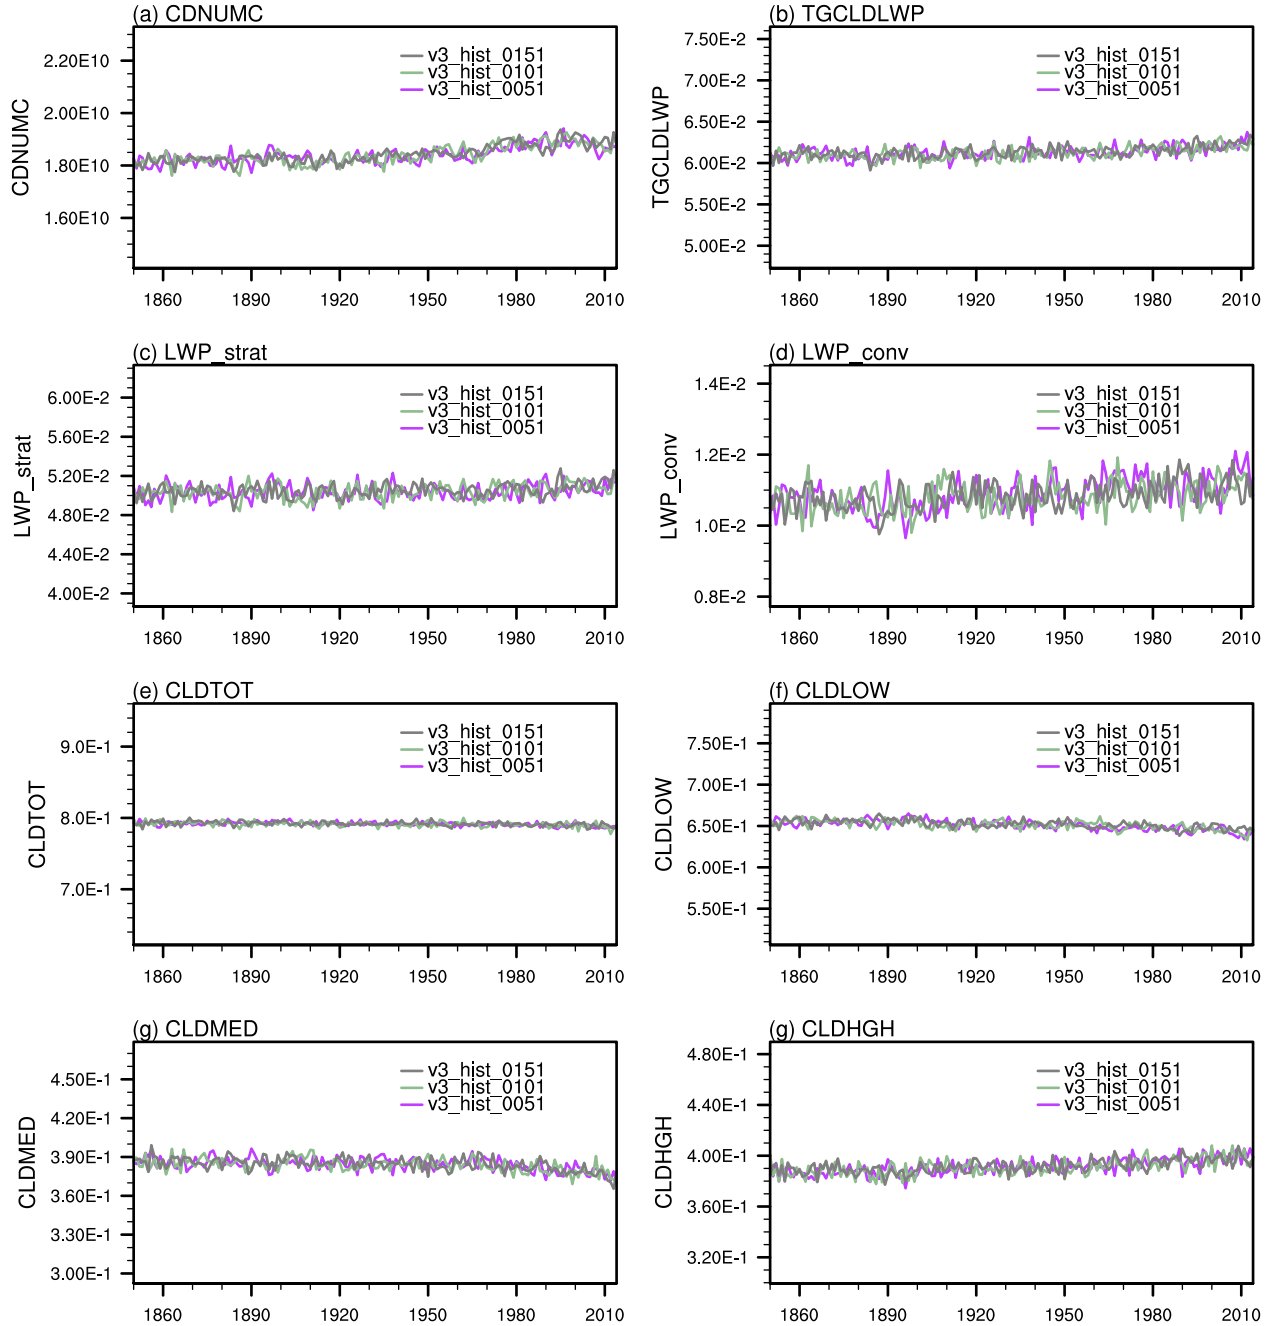 (a) CDNUMC
2.20E10
2.00E10
1.80E10
1.60E10
CDNUMC
v3_hist_0151
v3_hist_0101
v3_hist_0051
1860 1890 1920 1950 1980 2010
(b) TGCLDLWP
7.50E-2
7.00E-2
6.50E-2
6.00E-2
5.50E-2
5.00E-2
TGCLDLWP
v3_hist_0151
v3_hist_0101
v3_hist_0051
1860 1890 1920 1950 1980 2010
(c) LWP_strat
6.00E-2
5.60E-2
5.20E-2
4.80E-2
4.40E-2
4.00E-2
LWP_strat
v3_hist_0151
v3_hist_0101
v3_hist_0051
1860 1890 1920 1950 1980 2010
(d) LWP_conv
1.4E-2
1.2E-2
1.0E-2
0.8E-2
LWP_conv
v3_hist_0151
v3_hist_0101
v3_hist_0051
1860 1890 1920 1950 1980 2010
(e) CLDTOT
9.0E-1
8.0E-1
7.0E-1
CLDTOT
v3_hist_0151
v3_hist_0101
v3_hist_0051
1860 1890 1920 1950 1980 2010
(f) CLDLOW
7.50E-1
7.00E-1
6.50E-1
6.00E-1
5.50E-1
CLDLOW
v3_hist_0151
v3_hist_0101
v3_hist_0051
1860 1890 1920 1950 1980 2010
(g) CLDMED
4.50E-1
4.20E-1
3.90E-1
3.60E-1
3.30E-1
3.00E-1
CLDMED
v3_hist_0151
v3_hist_0101
v3_hist_0051
1860 1890 1920 1950 1980 2010
(g) CLDHGH
4.80E-1
4.40E-1
4.00E-1
3.60E-1
3.20E-1
CLDHGH
v3_hist_0151
v3_hist_0101
v3_hist_0051
1860 1890 1920 1950 1980 2010